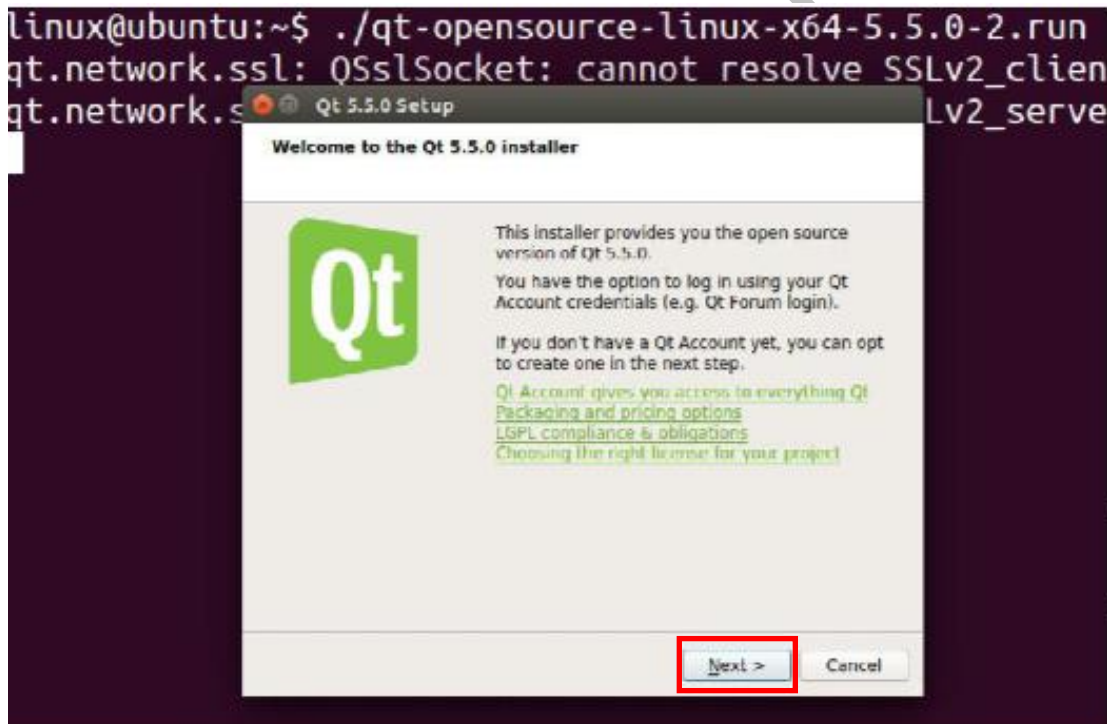 linux@ubuntu:~$ ./qt-opensource-linux-x64-5.5.0-2.run
qt.network.ssl: QSslSocket: cannot resolve SSLv2_clien
qt.network.s
Lv2_serve
Qt 5.5.0 Setup
Welcome to the Qt 5.5.0 installer
Qt
This installer provides you the open source
version of Qt 5.5.0.
You have the option to log in using your Qt
Account credentials (e.g. Qt Forum login).
If you don't have a Qt Account yet, you can opt
to create one in the next step.
Qt Account gives you access to everything Qt
Packaging and pricing options
LGPL compliance & obligations
Choosing the right license for your project
Next >
Cancel